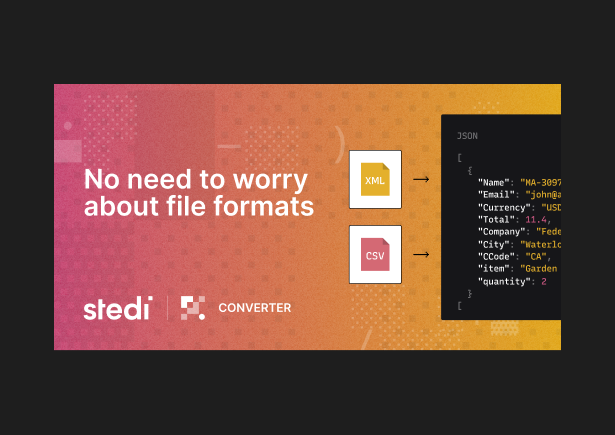 No need to worry
about file formats
XML
CSV
stedi
CONVERTER
JSON
[
{
"Name": "MA-3097
"Email": "john@a
"Currency": "USD
"Total": 11.4,
"Company": "Fede
"City": "Waterlo
"CCode": "CA",
"item": "Garden
"quantity": 2
}
[